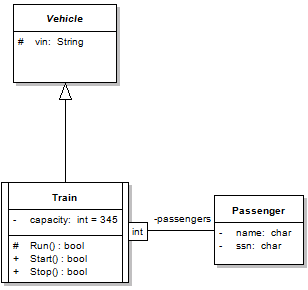 Vehicle
# vin: String
Train
- capacity: int = 345
# Run() : bool
+ Start() : bool
+ Stop() : bool
int
-passengers
Passenger
- name: char
- ssn: char